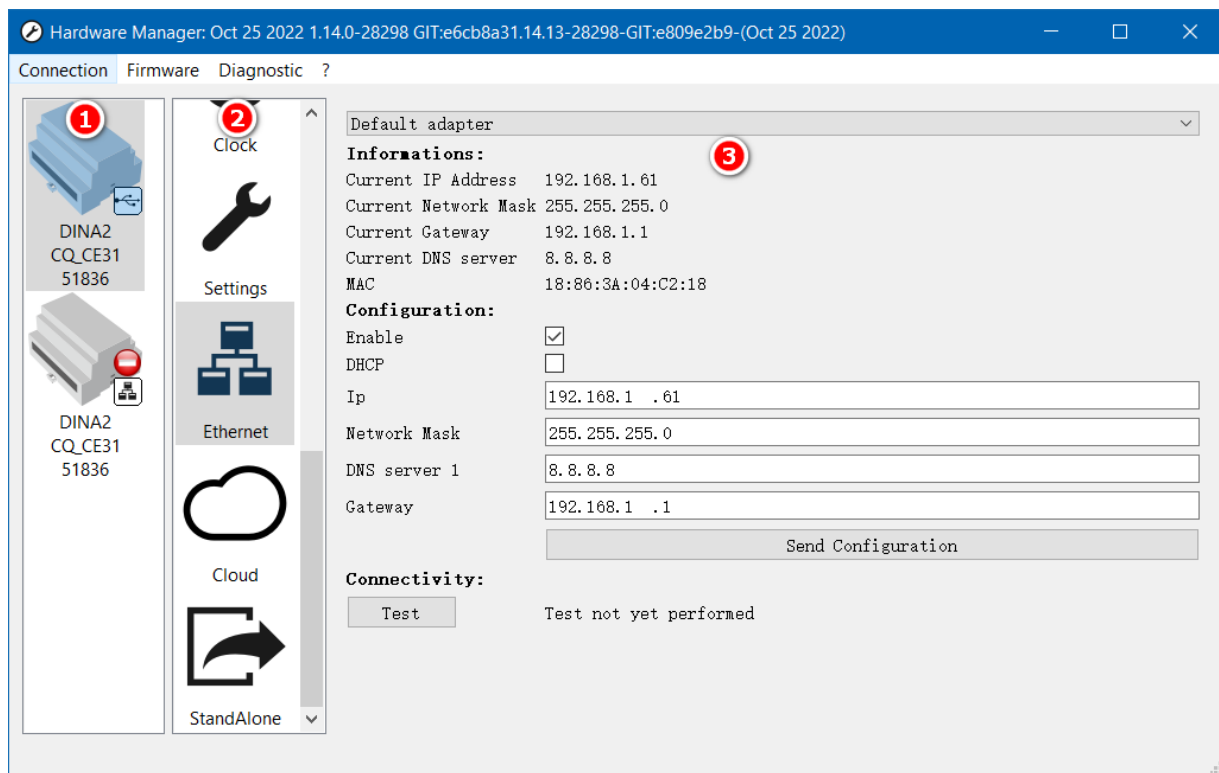 Hardware Manager: Oct 25 2022 1.14.0-28298 GIT:e6cb8a31.14.13-28298-GIT:e809e2b9-(Oct 25 2022)
Connection Firmware Diagnostic ?
1
DINA2
CQ_CE31
51836
DINA2
CQ_CE31
51836
2
Clock
Settings
Ethernet
Cloud
StandAlone
Default adapter
3
Informations:
Current IP Address 192.168.1.61
Current Network Mask 255.255.255.0
Current Gateway 192.168.1.1
Current DNS server 8.8.8.8
MAC 18:86:3A:04:C2:18
Configuration:
Enable
DHCP
Ip 192.168.1 .61
Network Mask 255.255.255.0
DNS server 1 8.8.8.8
Gateway 192.168.1 .1
Send Configuration
Connectivity:
Test Test not yet performed